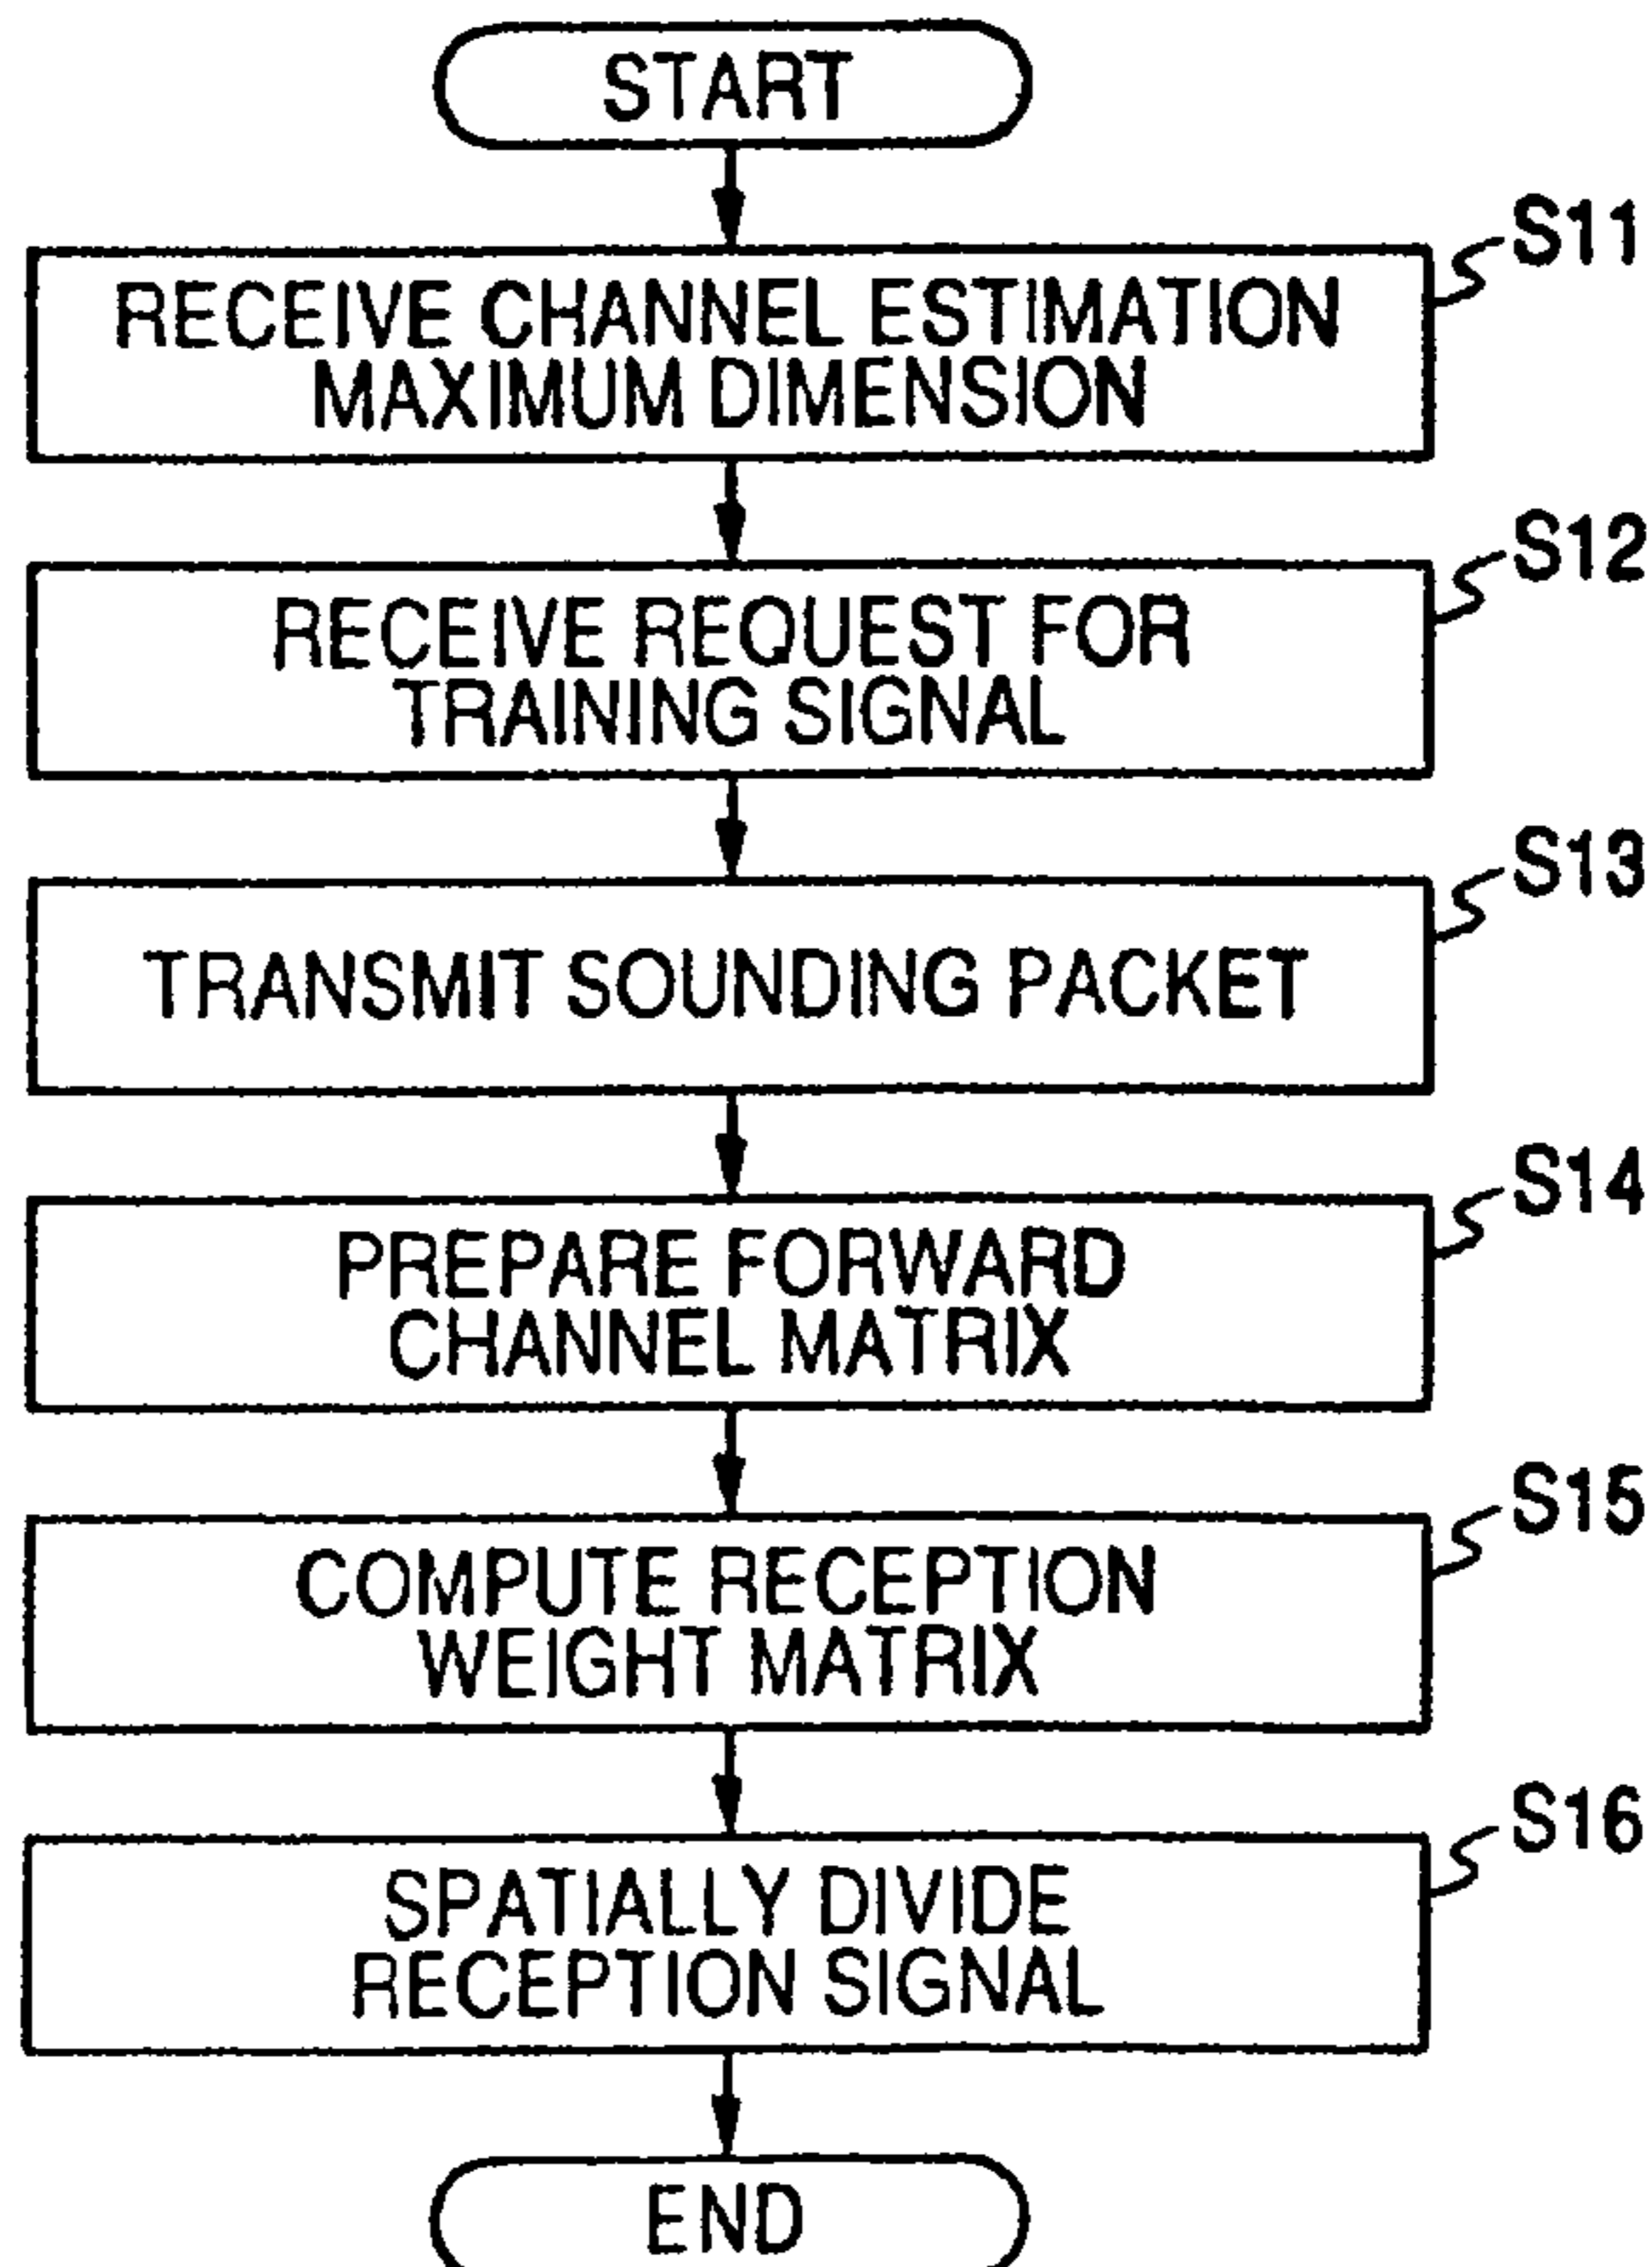 START
S11
RECEIVE CHANNEL ESTIMATION
MAXIMUM DIMENSION
S12
RECEIVE REQUEST FOR
TRAINING SIGNAL
S13
TRANSMIT SOUNDING PACKET
S14
PREPARE FORWARD
CHANNEL MATRIX
S15
COMPUTE RECEPTION
WEIGHT MATRIX
S16
SPATIALLY DIVIDE
RECEPTION SIGNAL
END